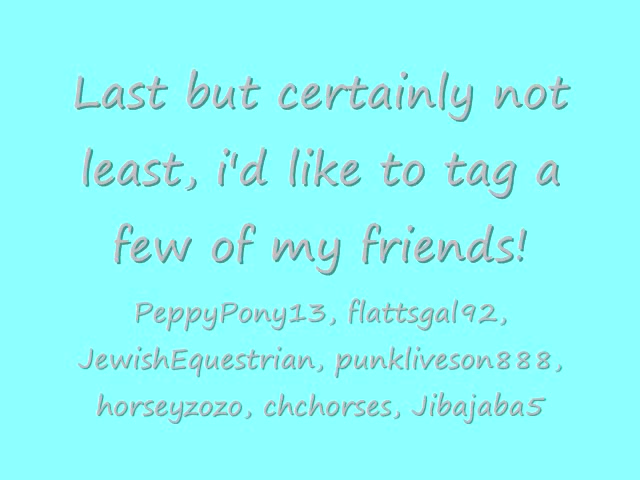 Last but certainly not
least, i'd like to tag a
few of my friends!
PeppyPony13, flattsgal92,
JewishEquestrian, punkliveson888,
horseyzozo, chchorses, Jibajaba5